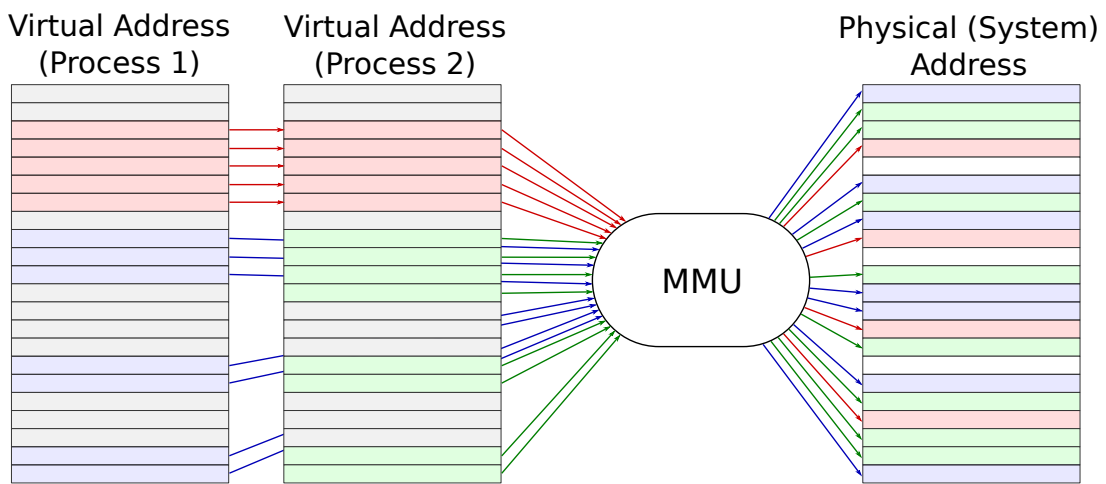 Virtual Address
(Process 1)
Virtual Address
(Process 2)
Physical (System)
Address
MMU